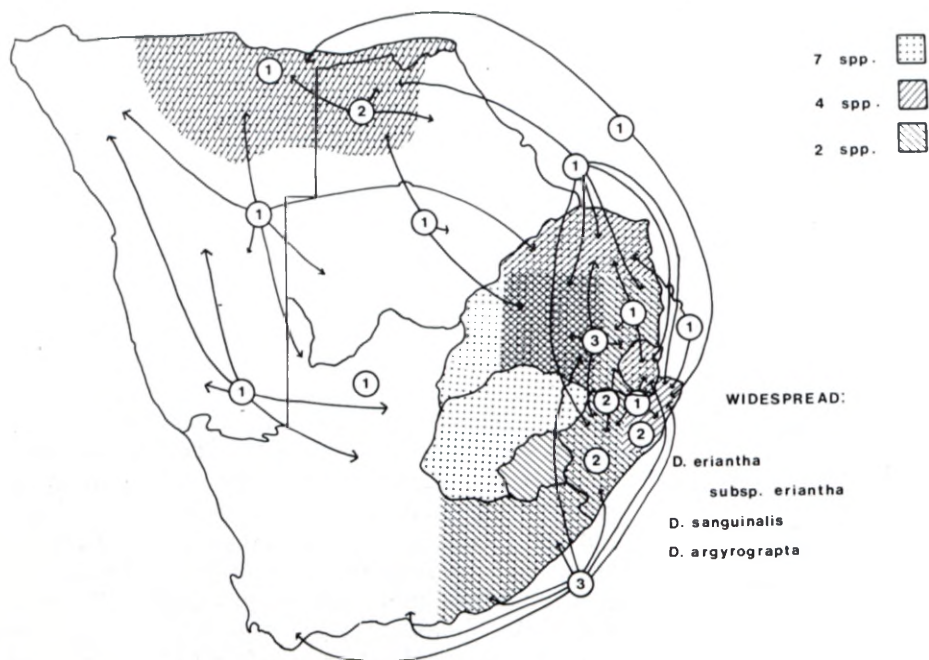 7 spp.
4 spp.
2 spp.
1
2
1
1
1
1
1
1
3
1
1
1
2
1
2
2
3
WIDESPREAD:
D. eriantha
subsp. eriantha
D. sanguinalis
D. argyrograpta